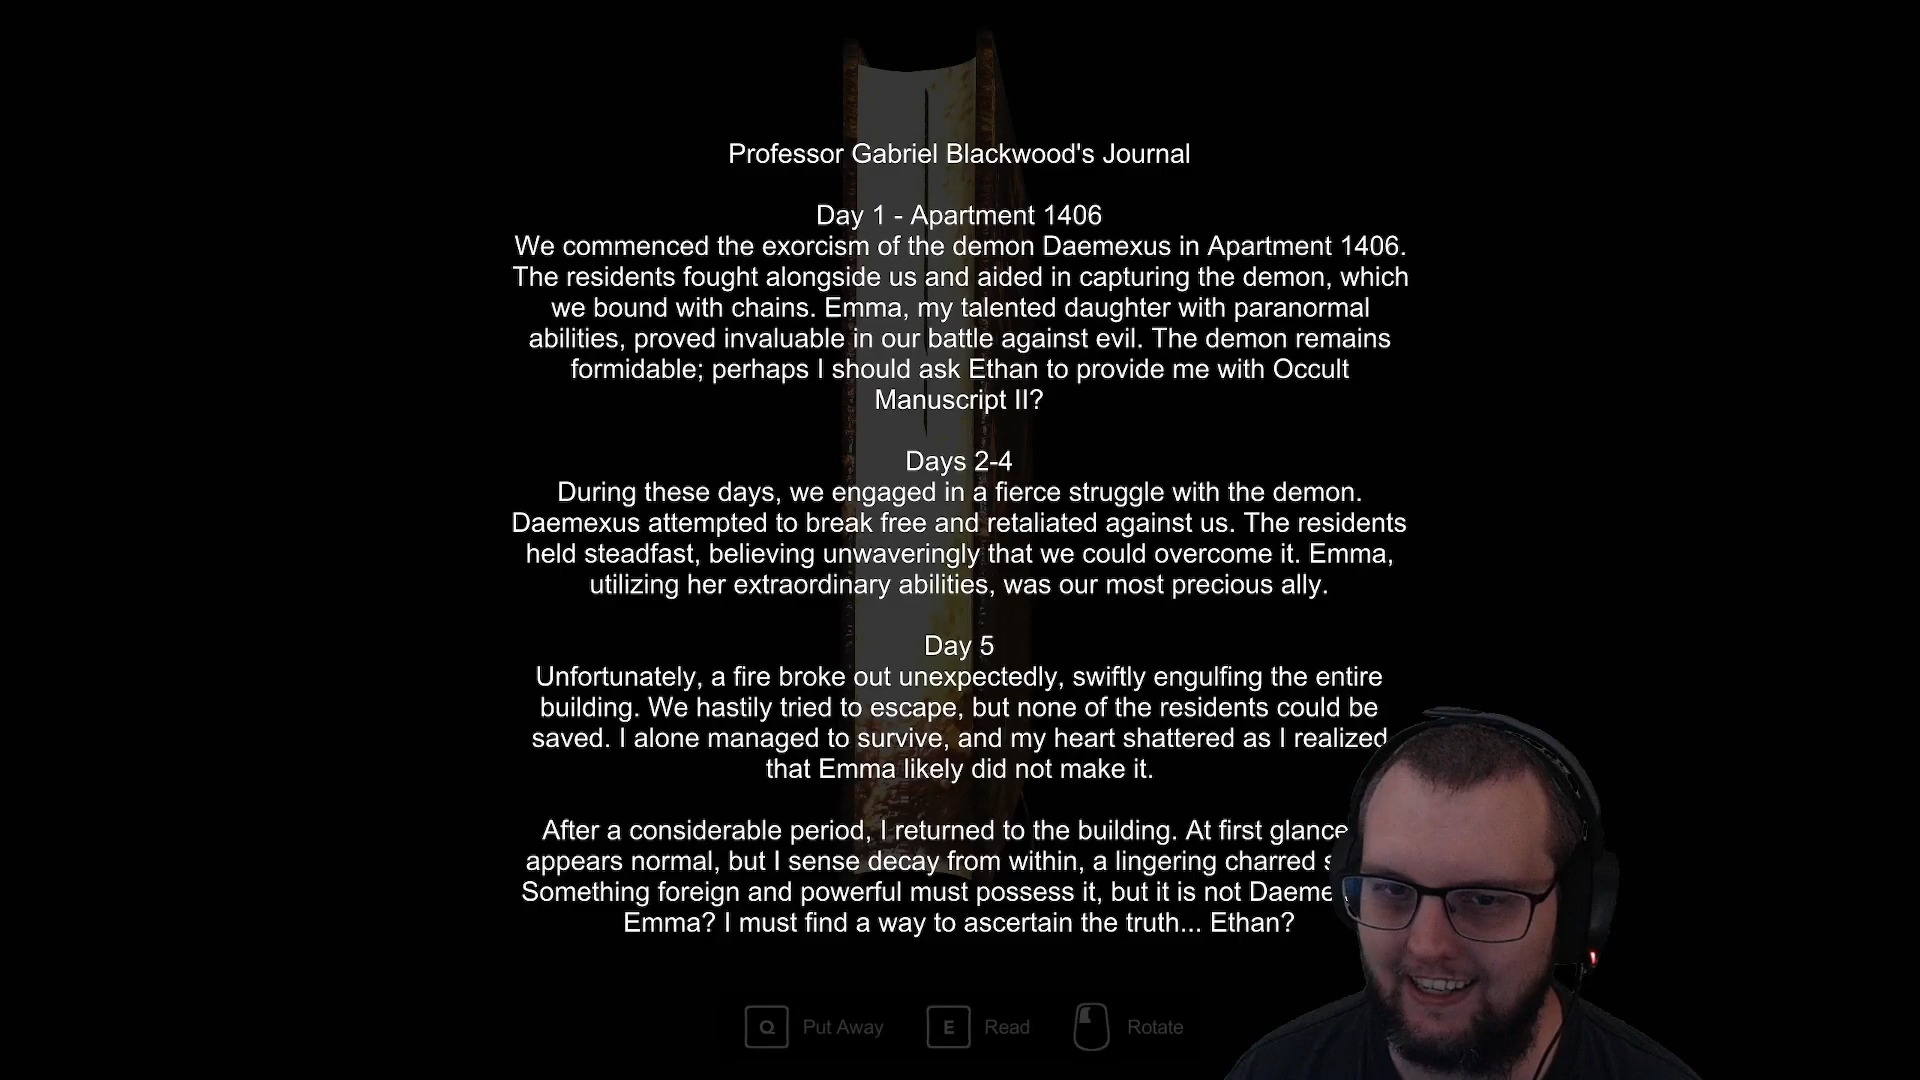 Professor Gabriel Blackwood's Journal
Day 1 - Apartment 1406
We commenced the exorcism of the demon Daemexus in Apartment 1406.
The residents fought alongside us and aided in capturing the demon, which
we bound with chains. Emma, my talented daughter with paranormal
abilities, proved invaluable in our battle against evil. The demon remains
formidable; perhaps I should ask Ethan to provide me with Occult
Manuscript II?
Days 2-4
During these days, we engaged in a fierce struggle with the demon.
Daemexus attempted to break free and retaliated against us. The residents
held steadfast, believing unwaveringly that we could overcome it. Emma,
utilizing her extraordinary abilities, was our most precious ally.
Day 5
Unfortunately, a fire broke out unexpectedly, swiftly engulfing the entire
building. We hastily tried to escape, but none of the residents could be
saved. I alone managed to survive, and my heart shattered as I realized
that Emma likely did not make it.
After a considerable period, I returned to the building. At first glance
appears normal, but I sense decay from within, a lingering charred
Something foreign and powerful must possess it, but it is not
Emma? I must find a way to ascertain the truth... Ethan?
Q Put Away E Read Rotate